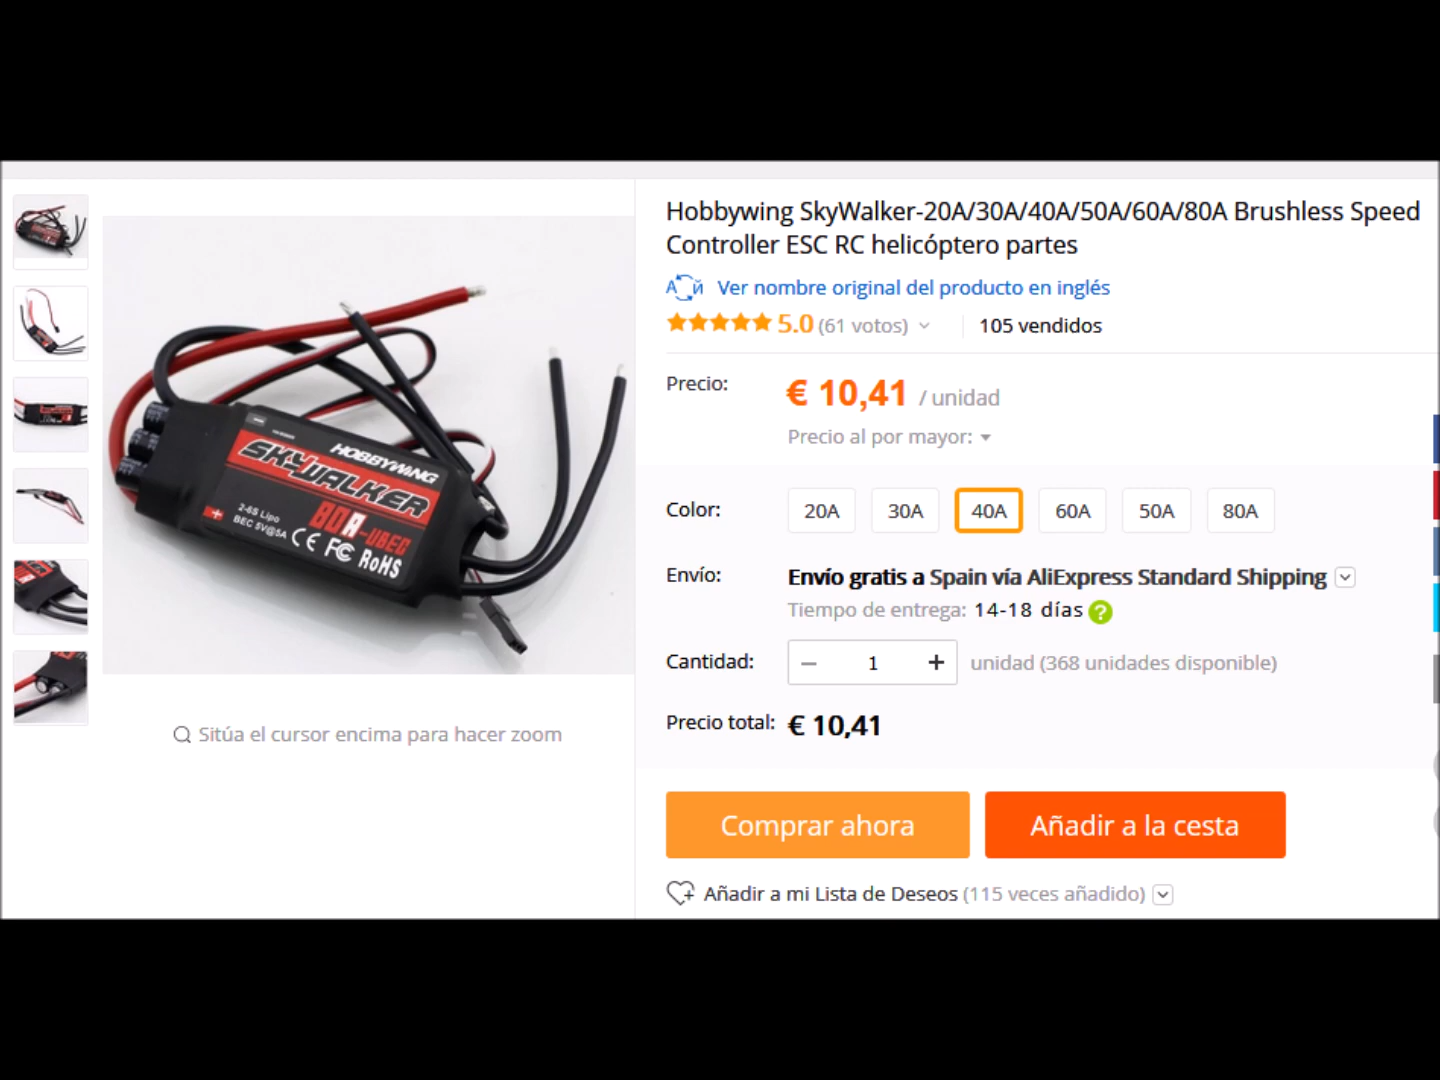 HOBBYWING
SKYWALKER
2-6S Lipo
BEC 5V@5A
80A-UBEC
CE FC RoHS
Sitúa el cursor encima para hacer zoom
Hobbywing SkyWalker-20A/30A/40A/50A/60A/80A Brushless Speed
Controller ESC RC helicóptero partes
Ver nombre original del producto en inglés
5.0 (61 votos)
105 vendidos
Precio: € 10,41 / unidad
Precio al por mayor:
Color: 20A 30A 40A 60A 50A 80A
Envío: Envío gratis a Spain vía AliExpress Standard Shipping
Tiempo de entrega: 14-18 días ?
Cantidad: − 1 + unidad (368 unidades disponible)
Precio total: € 10,41
Comprar ahora Añadir a la cesta
Añadir a mi Lista de Deseos (115 veces añadido)